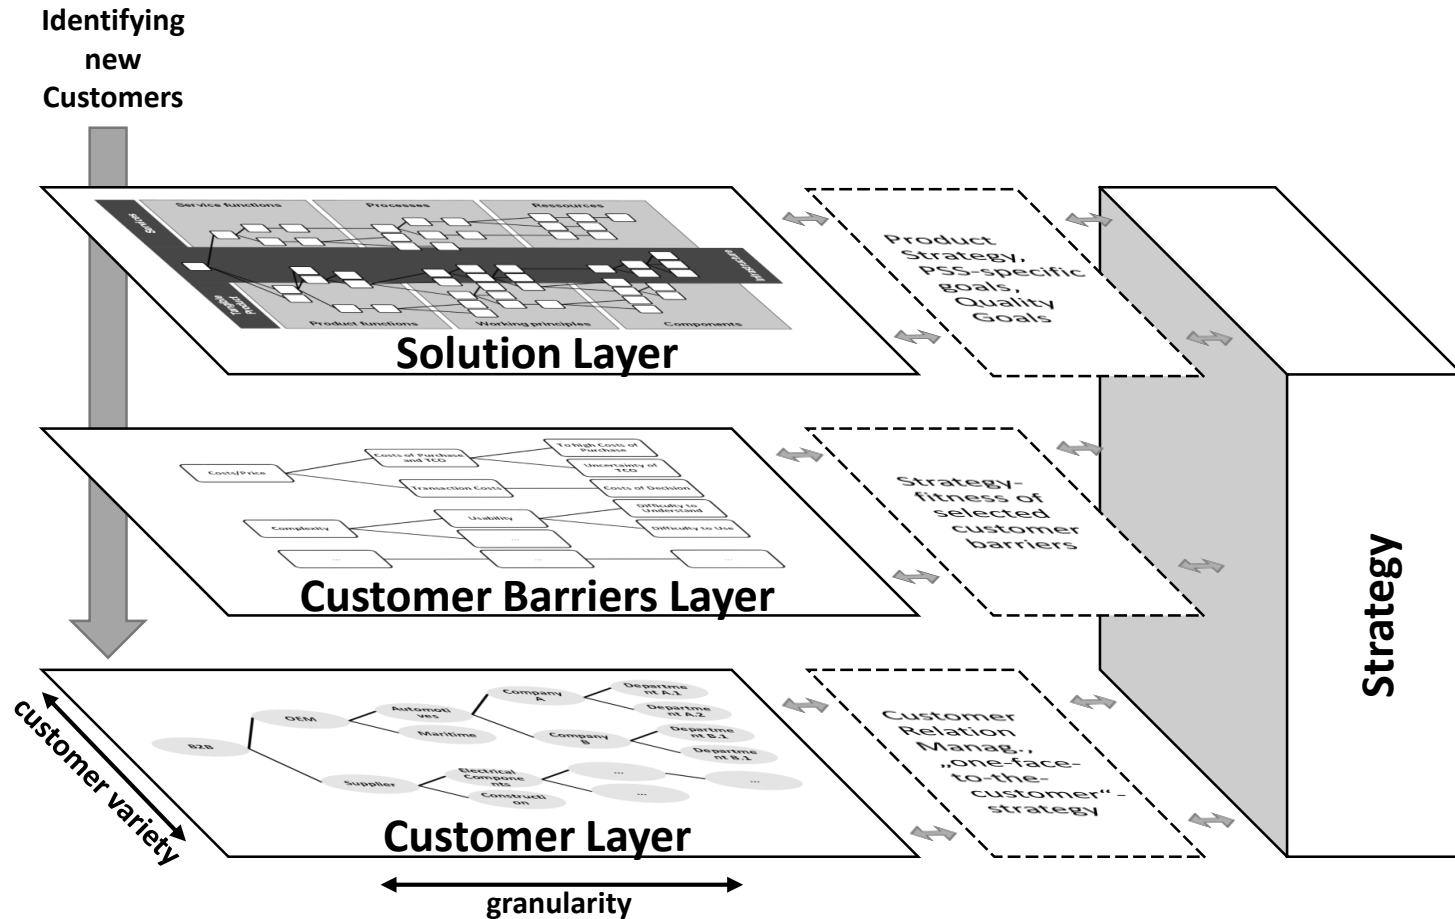 Identifying
new
Customers
Service functions
Processes
Ressources
Services
Infrastructure
Tangible
Product
Product functions
Working principles
Components
Solution Layer
Product
Strategy,
PSS-specific
goals,
Quality
Goals
Costs/Price
Costs of Purchase
and TCO
To high Costs of
Purchase
Uncertainty of
TCO
Transaction Costs
Costs of Decision
Complexity
Usability
Difficulty to
Understand
Difficulty to Use
...
...
...
...
Customer Barriers Layer
Strategy-
fitness of
selected
customer
barriers
Strategy
B2B
OEM
Automoti
ves
Maritime
Company
A
Departme
nt A.1
Departme
nt A.2
Company
B
Departme
nt B.1
Departme
nt B.1
Supplier
Electrical
Compone
nts
Constructi
on
...
...
...
Customer Layer
Customer
Relation
Manag.,
„one-face-
to-the-
customer“-
strategy
customer variety
granularity